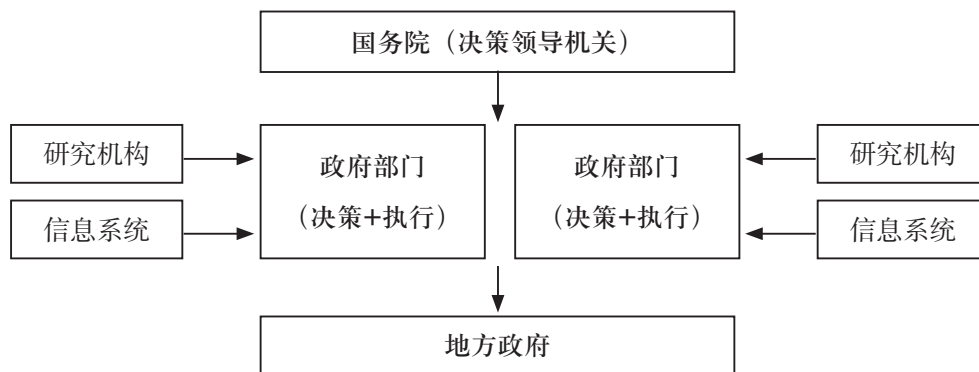 国务院（决策领导机关）
研究机构
政府部门
（决策+执行）
政府部门
（决策+执行）
研究机构
信息系统
信息系统
地方政府